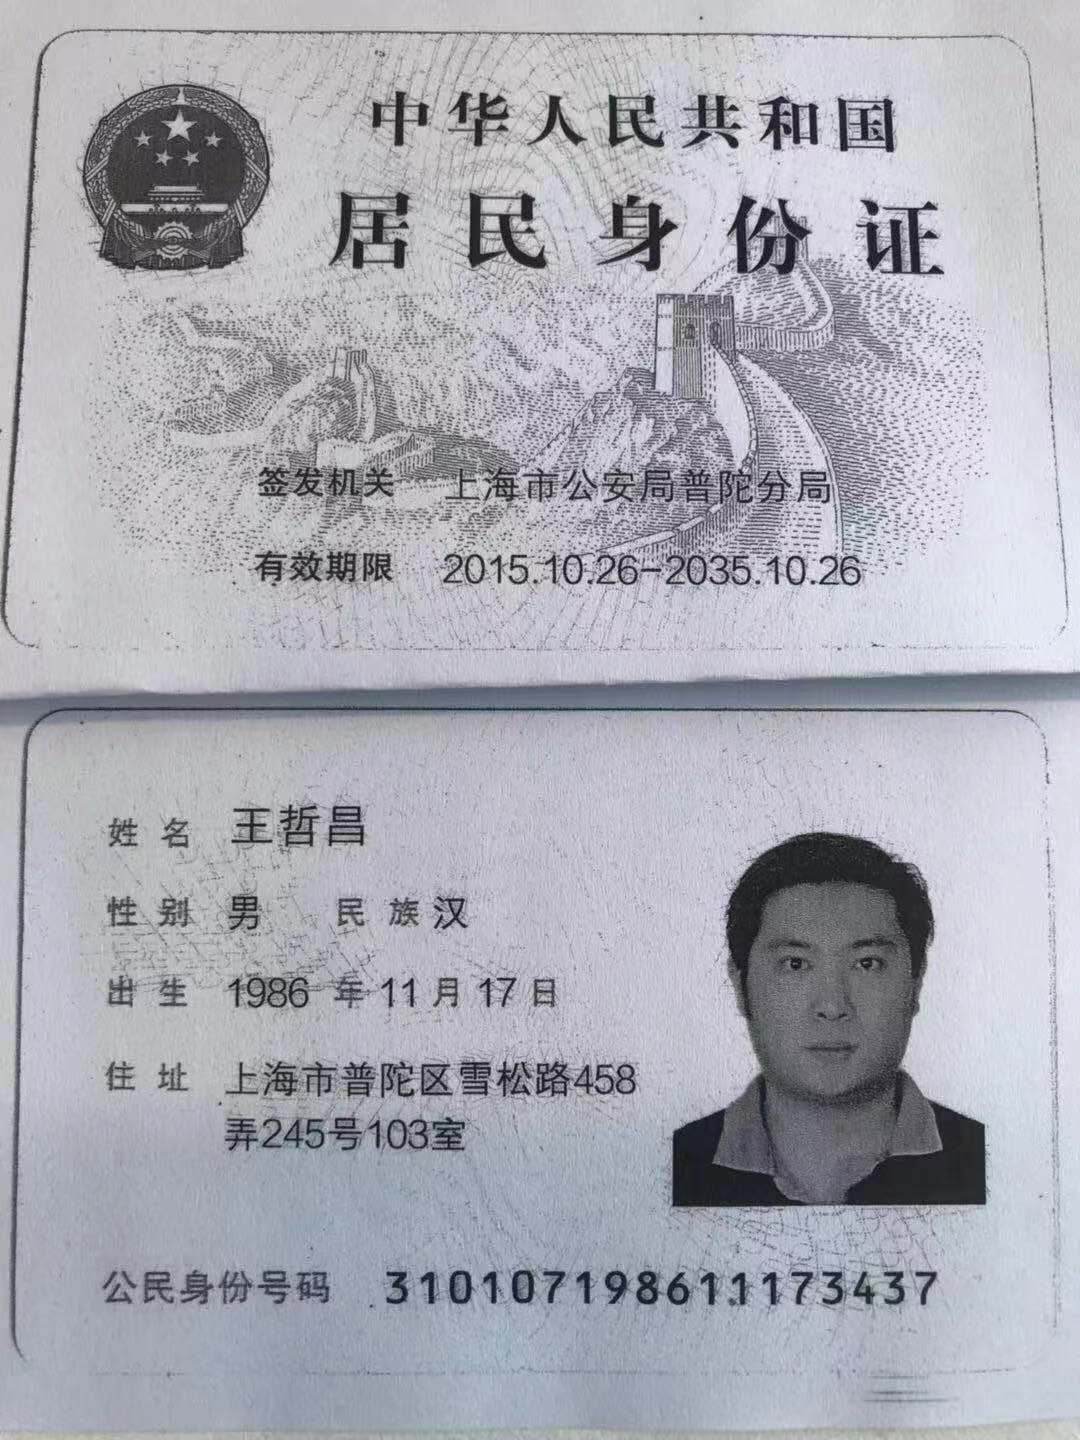 中华人民共和国
居民身份证
签发机关 上海市公安局普陀分局
有效期限 2015.10.26-2035.10.26
姓名 王哲昌
性别 男 民族 汉
出生 1986 年 11 月 17 日
住址 上海市普陀区雪松路458
弄245号103室
公民身份号码 310107198611173437